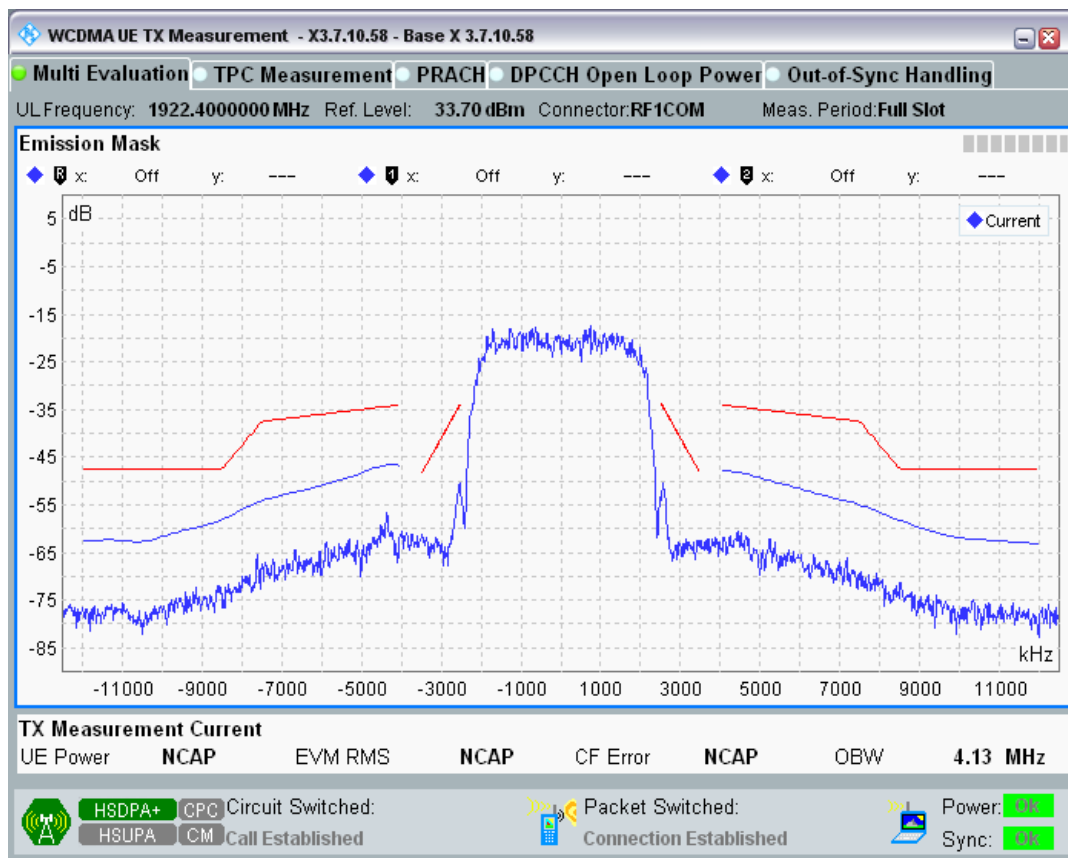 WCDMA UE TX Measurement - X3.7.10.58 - Base X 3.7.10.58
Multi Evaluation TPC Measurement PRACH DPCCH Open Loop Power Out-of-Sync Handling
UL Frequency: 1922.4000000 MHz Ref. Level: 33.70 dBm Connector:RF1COM Meas. Period:Full Slot
Emission Mask
R x: Off y: --- 1 x: Off y: --- 2 x: Off y: ---
dB
Current
5
-5
-15
-25
-35
-45
-55
-65
-75
-85
kHz
-11000 -9000 -7000 -5000 -3000 -1000 1000 3000 5000 7000 9000 11000
TX Measurement Current
UE Power NCAP EVM RMS NCAP CF Error NCAP OBW 4.13 MHz
HSDPA+ CPC Circuit Switched: Packet Switched: Power: Ok
HSUPA CM Call Established Connection Established Sync: Ok